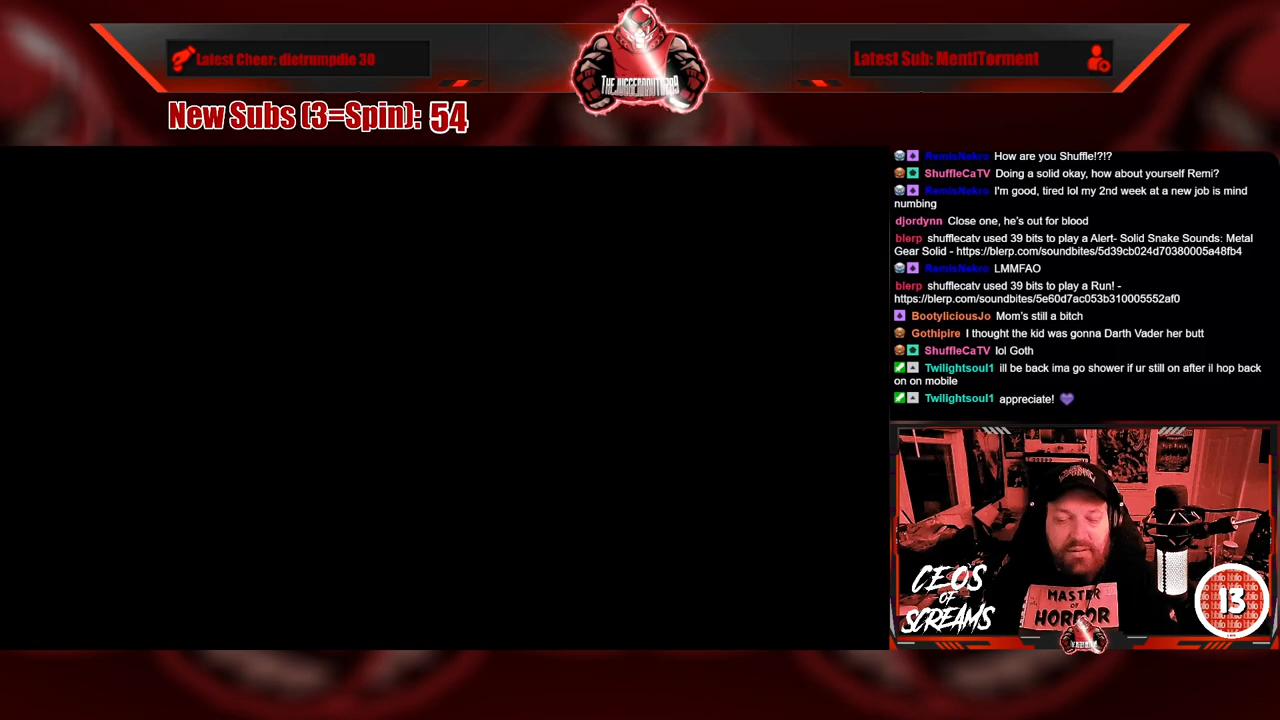 Latest Cheer: dietrumpdie 30
Latest Sub: MentlTorment
THEJUGGERNUT0289
New Subs (3=Spin): 54
RemisNekro How are you Shuffle!?!?
ShuffleCaTV Doing a solid okay, how about yourself Remi?
RemisNekro I'm good, tired lol my 2nd week at a new job is mind
numbing
djordynn Close one, he's out for blood
blerp shufflecatv used 39 bits to play a Alert- Solid Snake Sounds: Metal
Gear Solid - https://blerp.com/soundbites/5d39cb024d70380005a48fb4
RemisNekro LMMFAO
blerp shufflecatv used 39 bits to play a Run! -
https://blerp.com/soundbites/5e60d7ac053b310005552af0
BootyliciousJo Mom's still a bitch
Gothipire I thought the kid was gonna Darth Vader her butt
ShuffleCaTV lol Goth
Twilightsoul1 ill be back ima go shower if ur still on after il hop back
on on mobile
Twilightsoul1 appreciate!
CEOS
OF
SCREAMS
MASTER
OF
HORROR
13